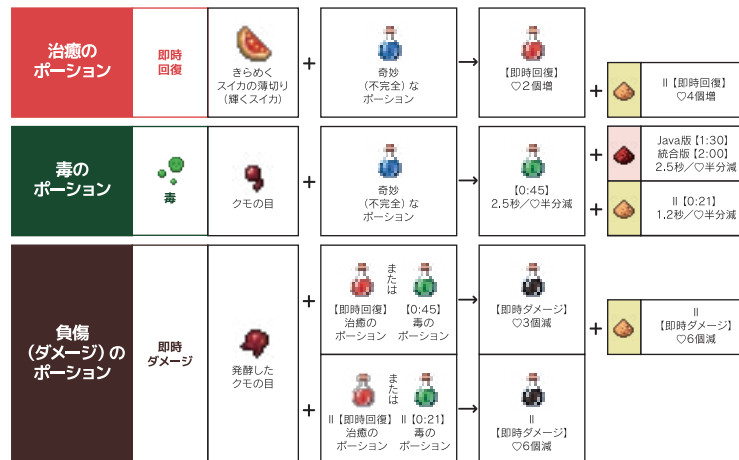 治癒の
ポーション
即時
回復
きらめく
スイカの薄切り
(輝くスイカ)
+
奇妙
(不完全)な
ポーション
→
【即時回復】
♡2個増
+
Ⅱ【即時回復】
♡4個増
毒の
ポーション
毒
クモの目
+
奇妙
(不完全)な
ポーション
→
【0:45】
2.5秒/♡半分減
+
Java版【1:30】
統合版【2:00】
2.5秒/♡半分減
+
Ⅱ【0:21】
1.2秒/♡半分減
負傷
(ダメージ)の
ポーション
即時
ダメージ
発酵した
クモの目
+
または
【即時回復】
治癒の
ポーション
【0:45】
毒の
ポーション
→
【即時ダメージ】
♡3個減
+
Ⅱ
【即時ダメージ】
♡6個減
+
または
Ⅱ【即時回復】
治癒の
ポーション
Ⅱ【0:21】
毒の
ポーション
→
Ⅱ
【即時ダメージ】
♡6個減